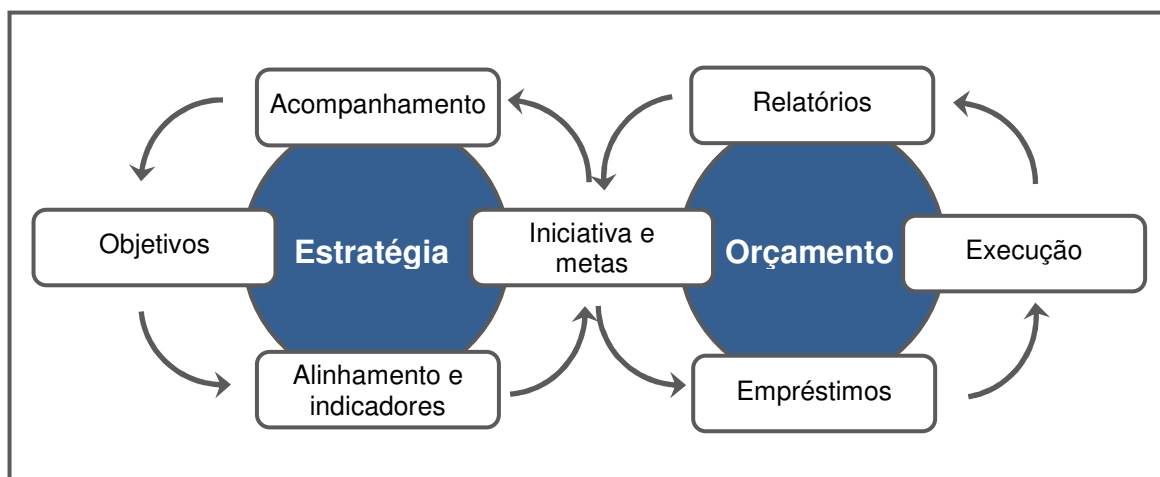 Acompanhamento
Relatórios
Objetivos
Estratégia
Iniciativa e
metas
Orçamento
Execução
Alinhamento e
indicadores
Empréstimos